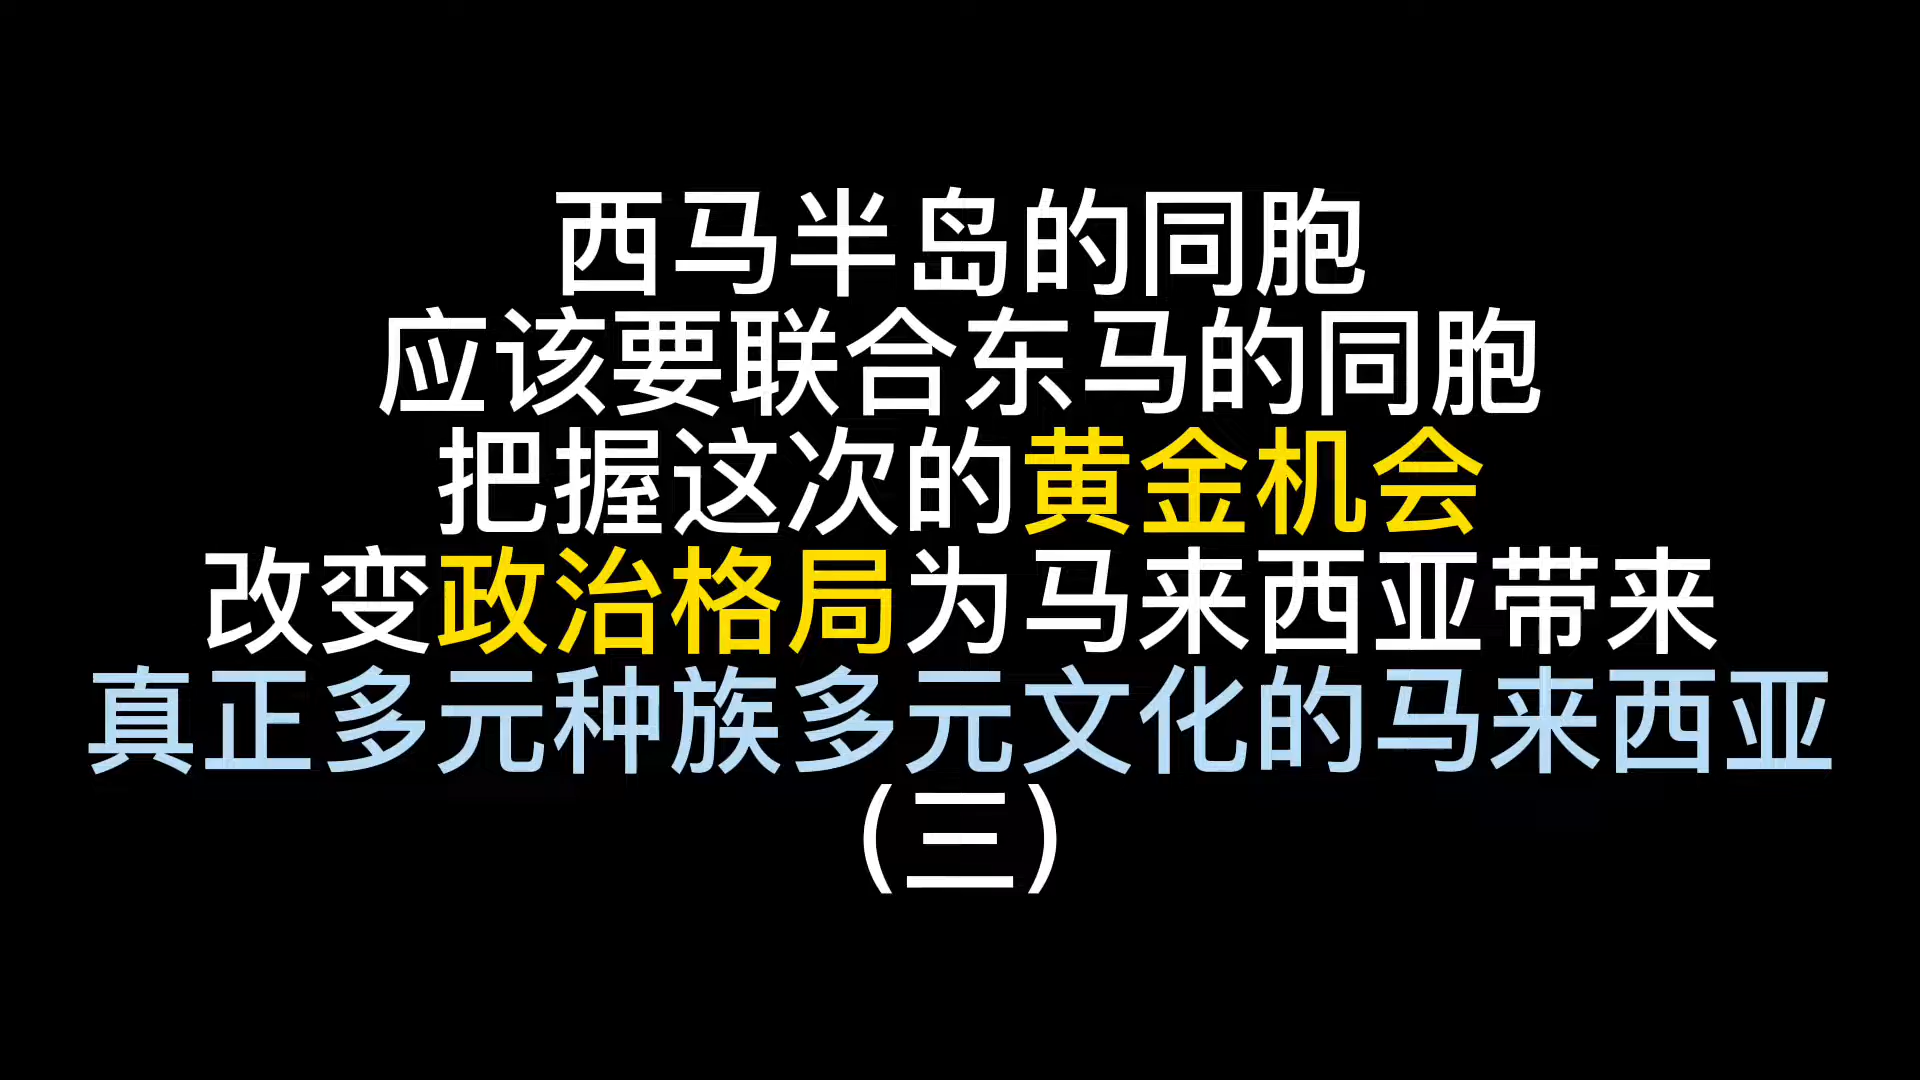 西马半岛的同胞
应该要联合东马的同胞
把握这次的黄金机会
改变政治格局为马来西亚带来
真正多元种族多元文化的马来西亚
(三)